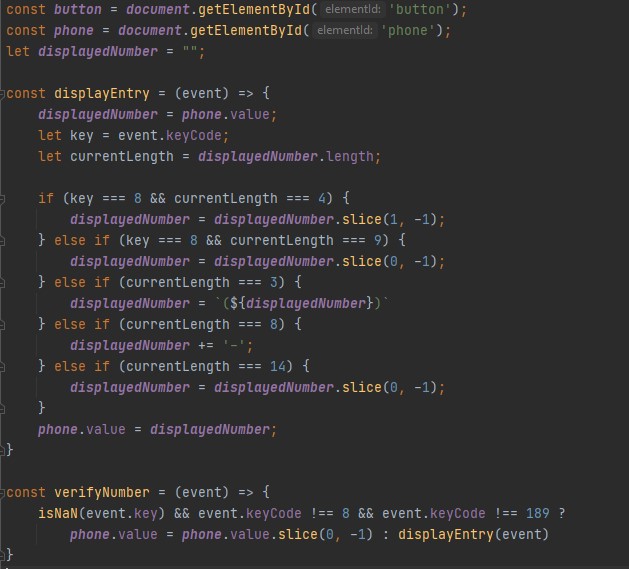 const button = document.getElementById( elementId: 'button');
const phone = document.getElementById( elementId: 'phone');
let displayedNumber = "";
const displayEntry = (event) => {
    displayedNumber = phone.value;
    let key = event.keyCode;
    let currentLength = displayedNumber.length;
    if (key === 8 && currentLength === 4) {
        displayedNumber = displayedNumber.slice(1, -1);
    } else if (key === 8 && currentLength === 9) {
        displayedNumber = displayedNumber.slice(0, -1);
    } else if (currentLength === 3) {
        displayedNumber = `(${displayedNumber})`
    } else if (currentLength === 8) {
        displayedNumber += '-';
    } else if (currentLength === 14) {
        displayedNumber = displayedNumber.slice(0, -1);
    }
    phone.value = displayedNumber;
}
const verifyNumber = (event) => {
    isNaN(event.key) && event.keyCode !== 8 && event.keyCode !== 189 ?
        phone.value = phone.value.slice(0, -1) : displayEntry(event)
}